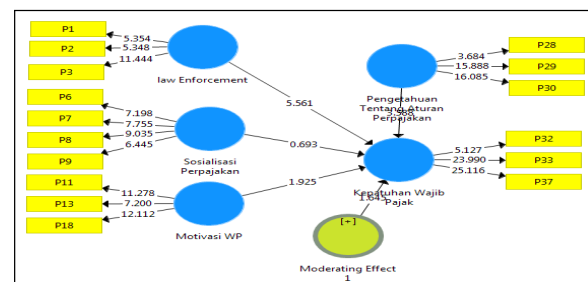 P1
P2
P3
5.354
5.348
11.444
law Enforcement
5.561
P6
P7
P8
P9
7.198
7.755
9.035
6.445
Sosialisasi
Perpajakan
0.693
P11
P13
P18
11.278
7.200
12.112
Motivasi WP
1.925
Pengetahuan
Tentang Aturan
Perpajakan
3.684
15.888
16.085
P28
P29
P30
Kepatuhan Wajib
Pajak
5.127
23.990
25.116
P32
P33
P37
[+]
Moderating Effect
1